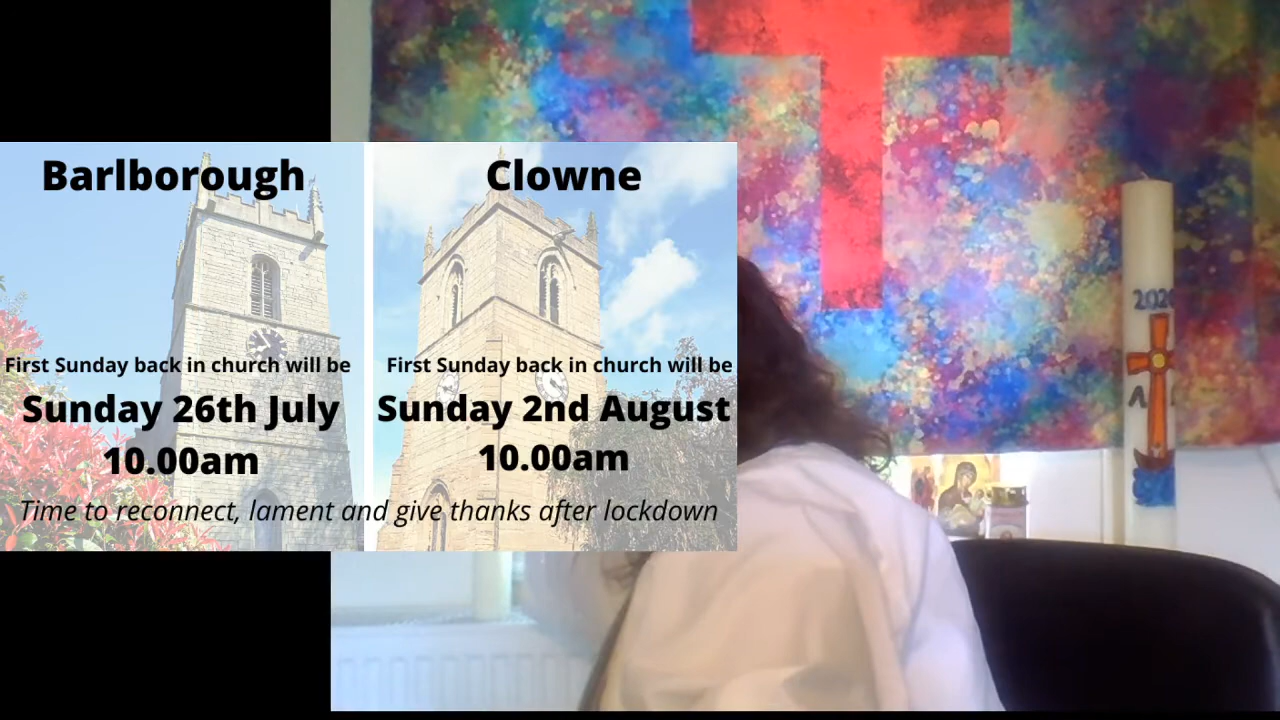 Barlborough
First Sunday back in church will be
Sunday 26th July
10.00am
Clowne
First Sunday back in church will be
Sunday 2nd August
10.00am
Time to reconnect, lament and give thanks after lockdown
2020